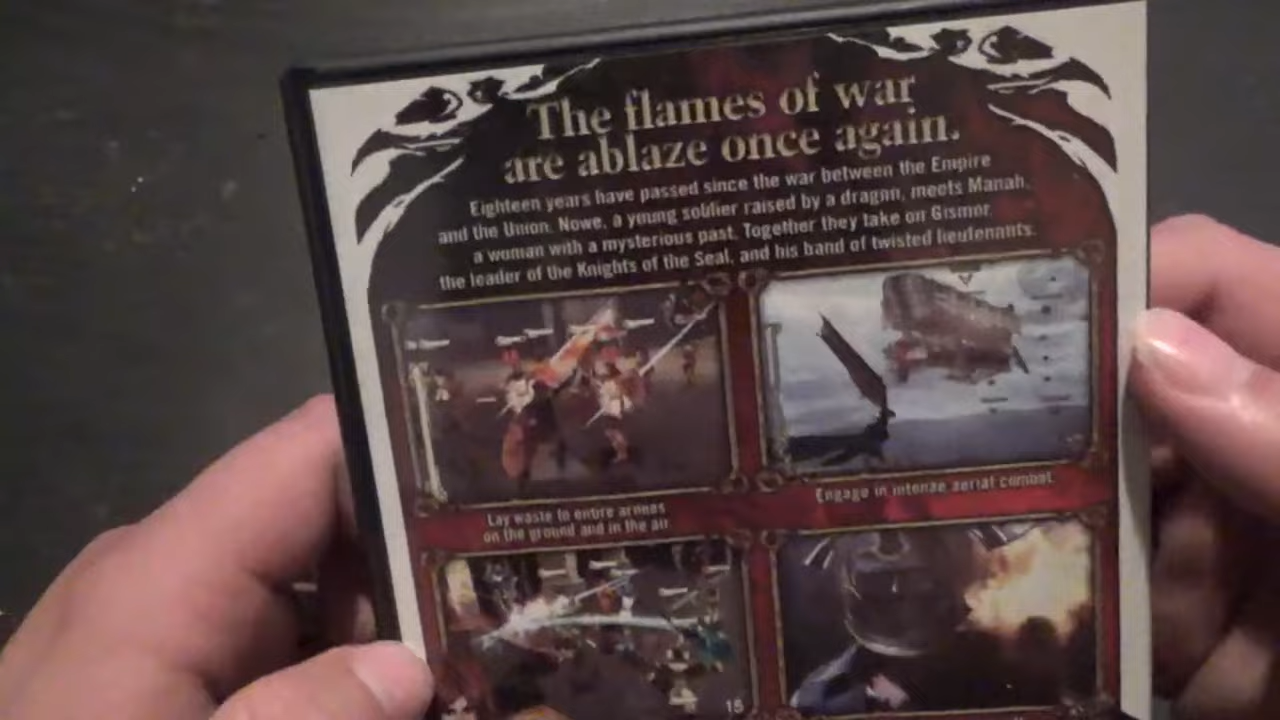 The flames of war
are ablaze once again.
Eighteen years have passed since the war between the Empire
and the Union. Nowe, a young soldier raised by a dragon, meets Manah,
a woman with a mysterious past. Together they take on Gismor,
the leader of the Knights of the Seal, and his band of twisted lieutenants.
Lay waste to entire armies
on the ground and in the air.
Engage in intense aerial combat.
15